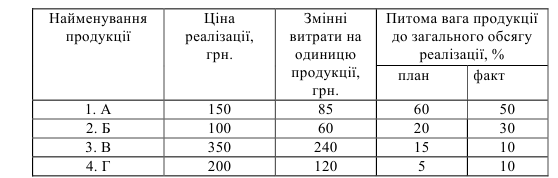 Найменування продукції | Ціна реалізації, грн. | Змінні витрати на одиницю продукції, грн. | Питома вага продукції до загального обсягу реалізації, %
план | факт
1. А | 150 | 85 | 60 | 50
2. Б | 100 | 60 | 20 | 30
3. В | 350 | 240 | 15 | 10
4. Г | 200 | 120 | 5 | 10